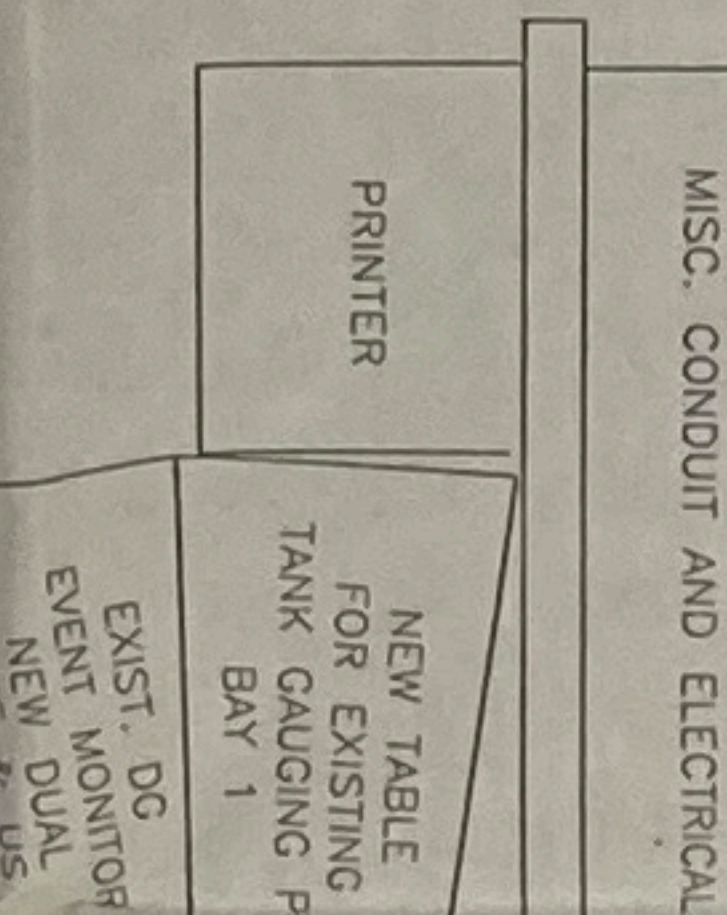 MISC. CONDUIT AND ELECTRICAL
PRINTER
NEW TABLE
FOR EXISTING
TANK GAUGING
BAY 1
EXIST. DG
EVENT MONITOR
NEW DUAL
US